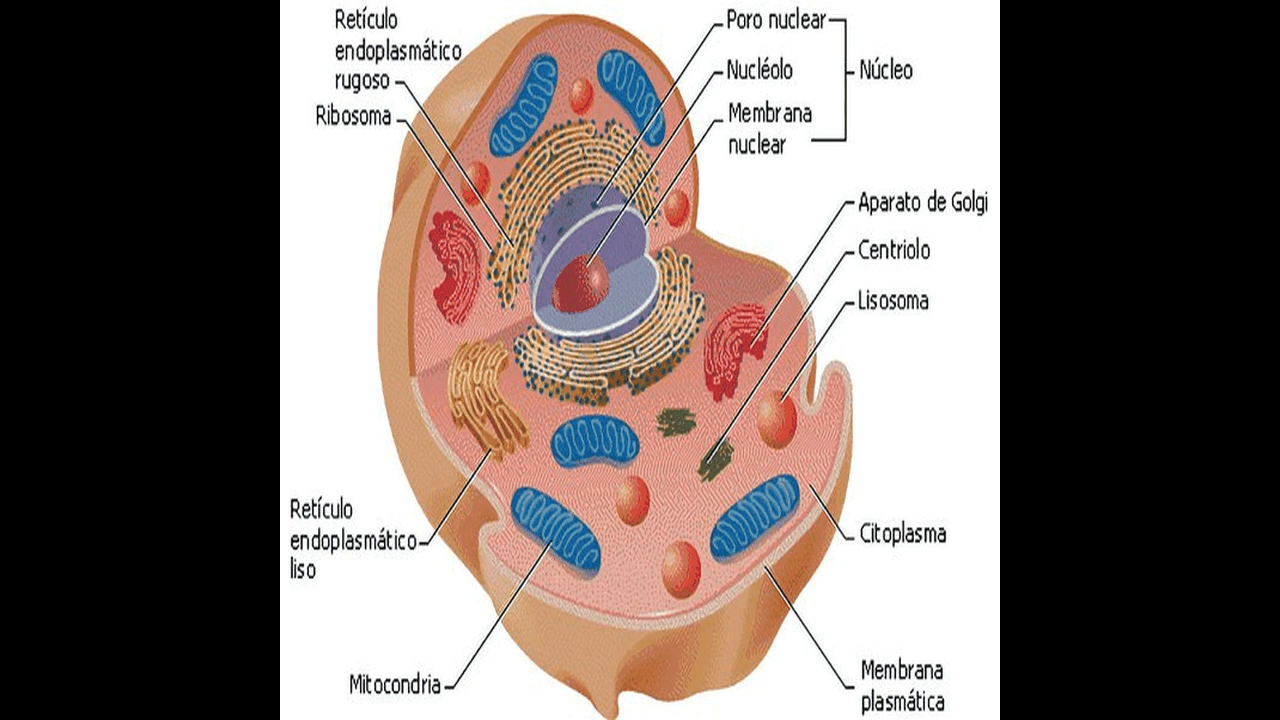 Retículo
endoplasmático
rugoso
Ribosoma
Poro nuclear
Nucléolo
Membrana
nuclear
Núcleo
Aparato de Golgi
Centriolo
Lisosoma
Retículo
endoplasmático
liso
Citoplasma
Mitocondria
Membrana
plasmática